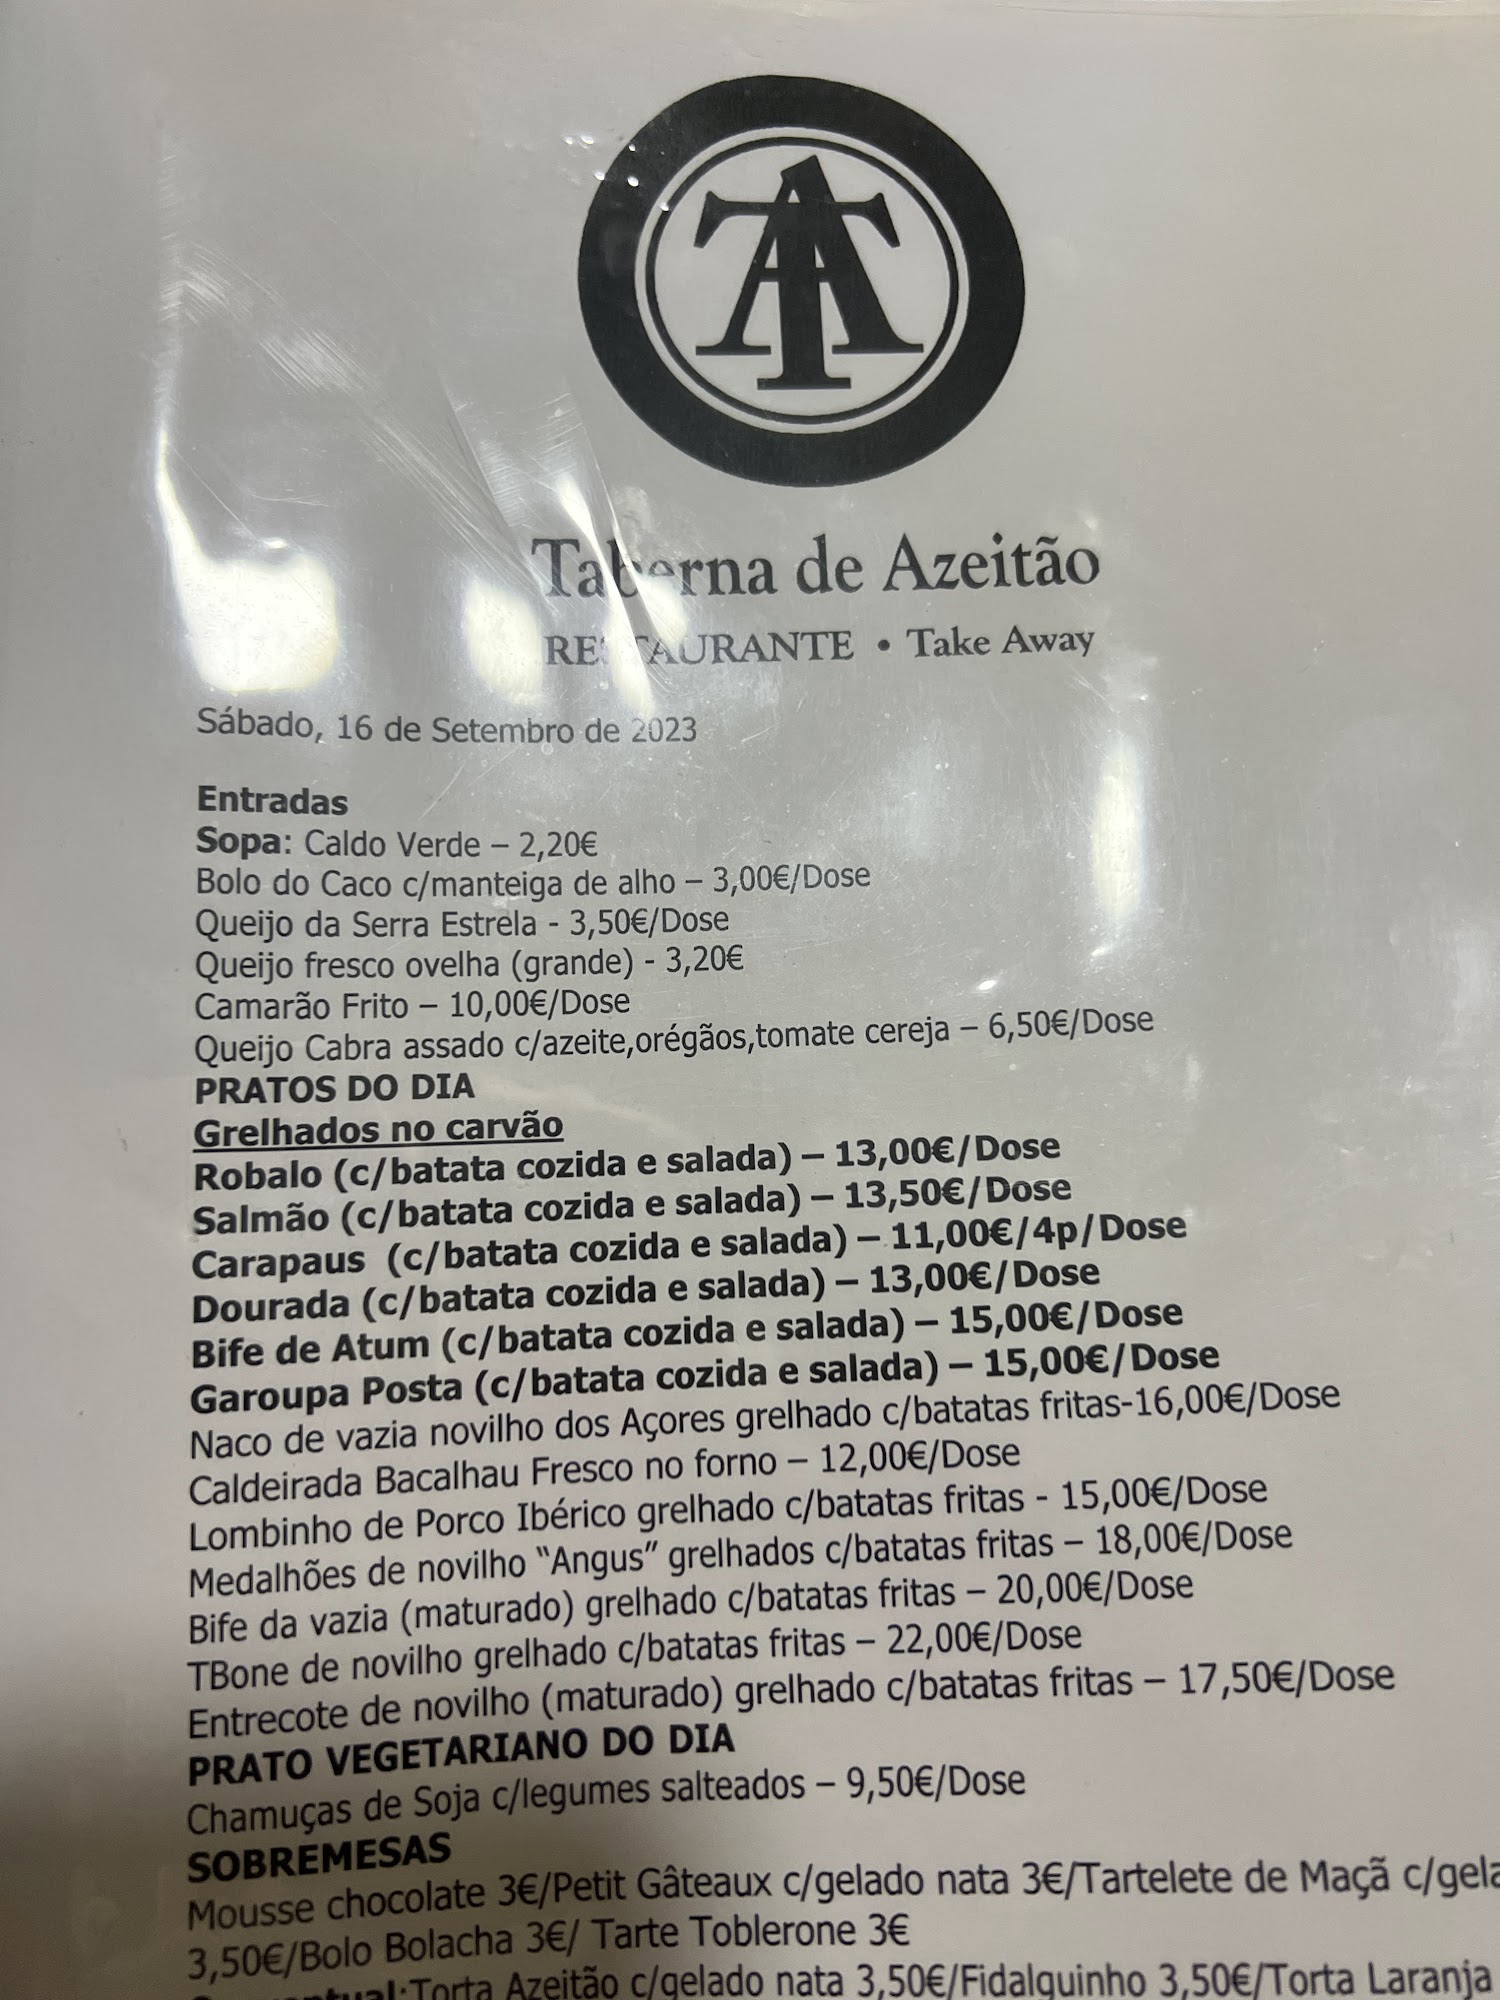 TA
Taberna de Azeitão
RESTAURANTE • Take Away
Sábado, 16 de Setembro de 2023
Entradas
Sopa: Caldo Verde – 2,20€
Bolo do Caco c/manteiga de alho – 3,00€/Dose
Queijo da Serra Estrela - 3,50€/Dose
Queijo fresco ovelha (grande) - 3,20€
Camarão Frito – 10,00€/Dose
Queijo Cabra assado c/azeite,orégãos,tomate cereja – 6,50€/Dose
PRATOS DO DIA
Grelhados no carvão
Robalo (c/batata cozida e salada) – 13,00€/Dose
Salmão (c/batata cozida e salada) – 13,50€/Dose
Carapaus (c/batata cozida e salada) – 11,00€/4p/Dose
Dourada (c/batata cozida e salada) – 13,00€/Dose
Bife de Atum (c/batata cozida e salada) – 15,00€/Dose
Garoupa Posta (c/batata cozida e salada) – 15,00€/Dose
Naco de vazia novilho dos Açores grelhado c/batatas fritas-16,00€/Dose
Caldeirada Bacalhau Fresco no forno – 12,00€/Dose
Lombinho de Porco Ibérico grelhado c/batatas fritas - 15,00€/Dose
Medalhões de novilho “Angus” grelhados c/batatas fritas – 18,00€/Dose
Bife da vazia (maturado) grelhado c/batatas fritas – 20,00€/Dose
TBone de novilho grelhado c/batatas fritas – 22,00€/Dose
Entrecote de novilho (maturado) grelhado c/batatas fritas – 17,50€/Dose
PRATO VEGETARIANO DO DIA
Chamuças de Soja c/legumes salteados – 9,50€/Dose
SOBREMESAS
Mousse chocolate 3€/Petit Gâteaux c/gelado nata 3€/Tartelete de Maçã c/gela
3,50€/Bolo Bolacha 3€/ Tarte Toblerone 3€
Torta Azeitão c/gelado nata 3,50€/Fidalguinho 3,50€/Torta Laranja